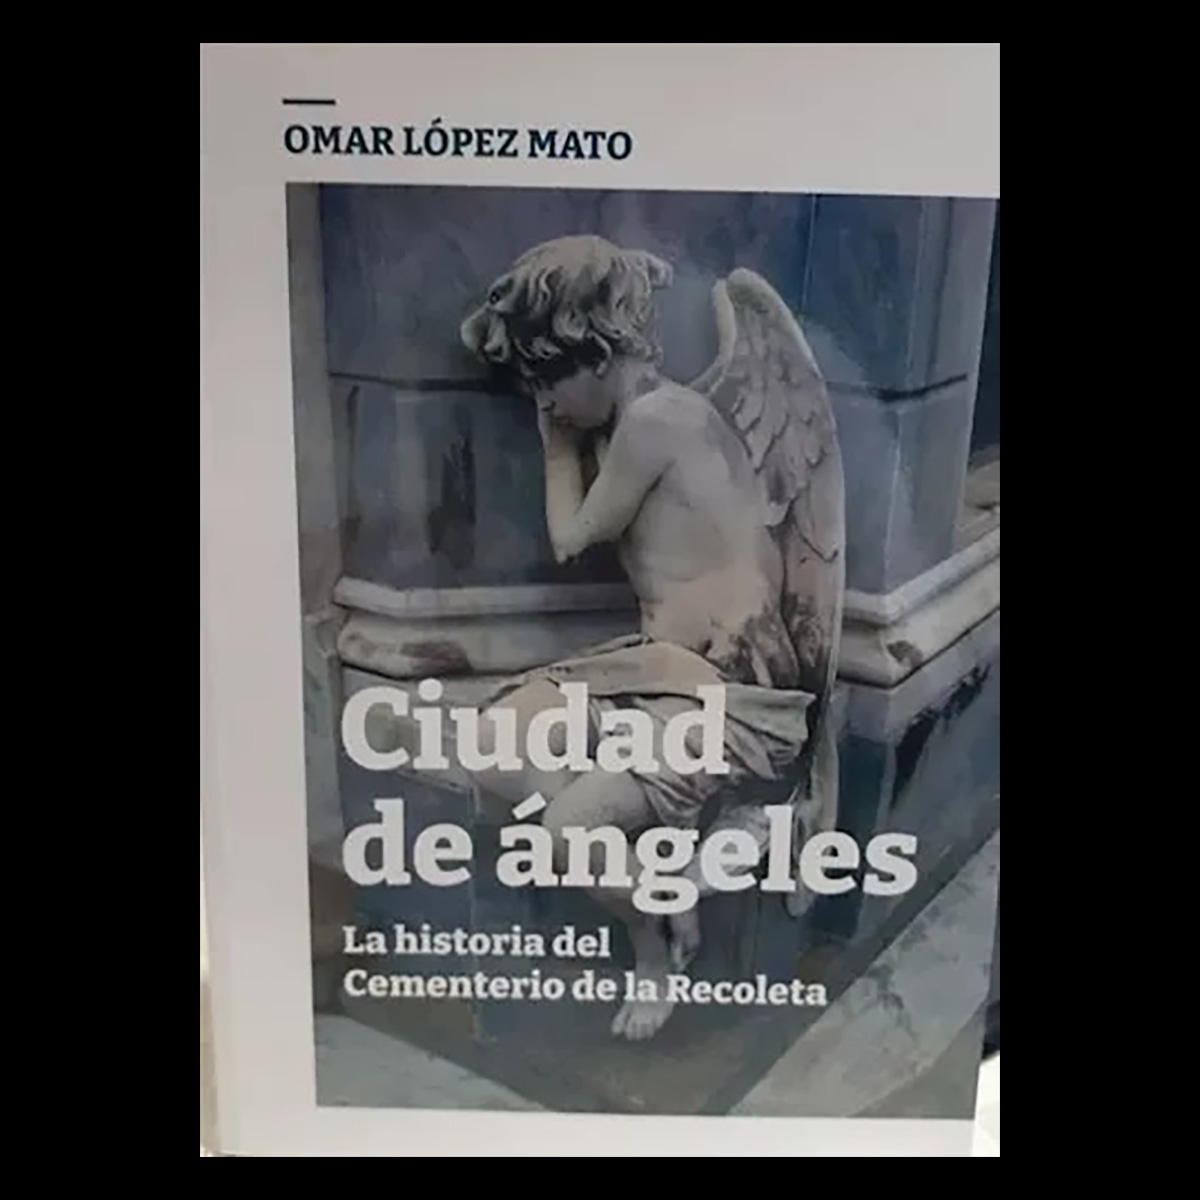 OMAR LÓPEZ MATO
Ciudad
de ángeles
La historia del
Cementerio de la Recoleta